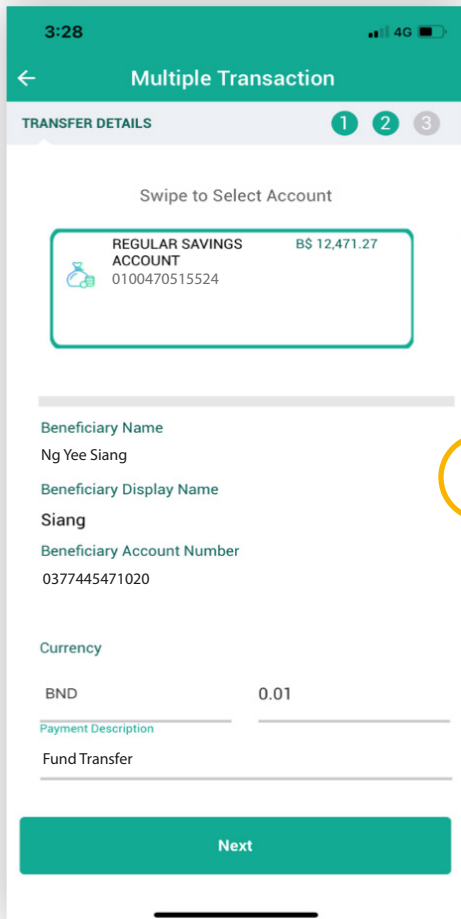 3:28 4G
Multiple Transaction
TRANSFER DETAILS 1 2 3
Swipe to Select Account
REGULAR SAVINGS B$ 12,471.27
ACCOUNT
0100470515524
Beneficiary Name
Ng Yee Siang
Beneficiary Display Name
Siang
Beneficiary Account Number
0377445471020
Currency
BND 0.01
Payment Description
Fund Transfer
Next